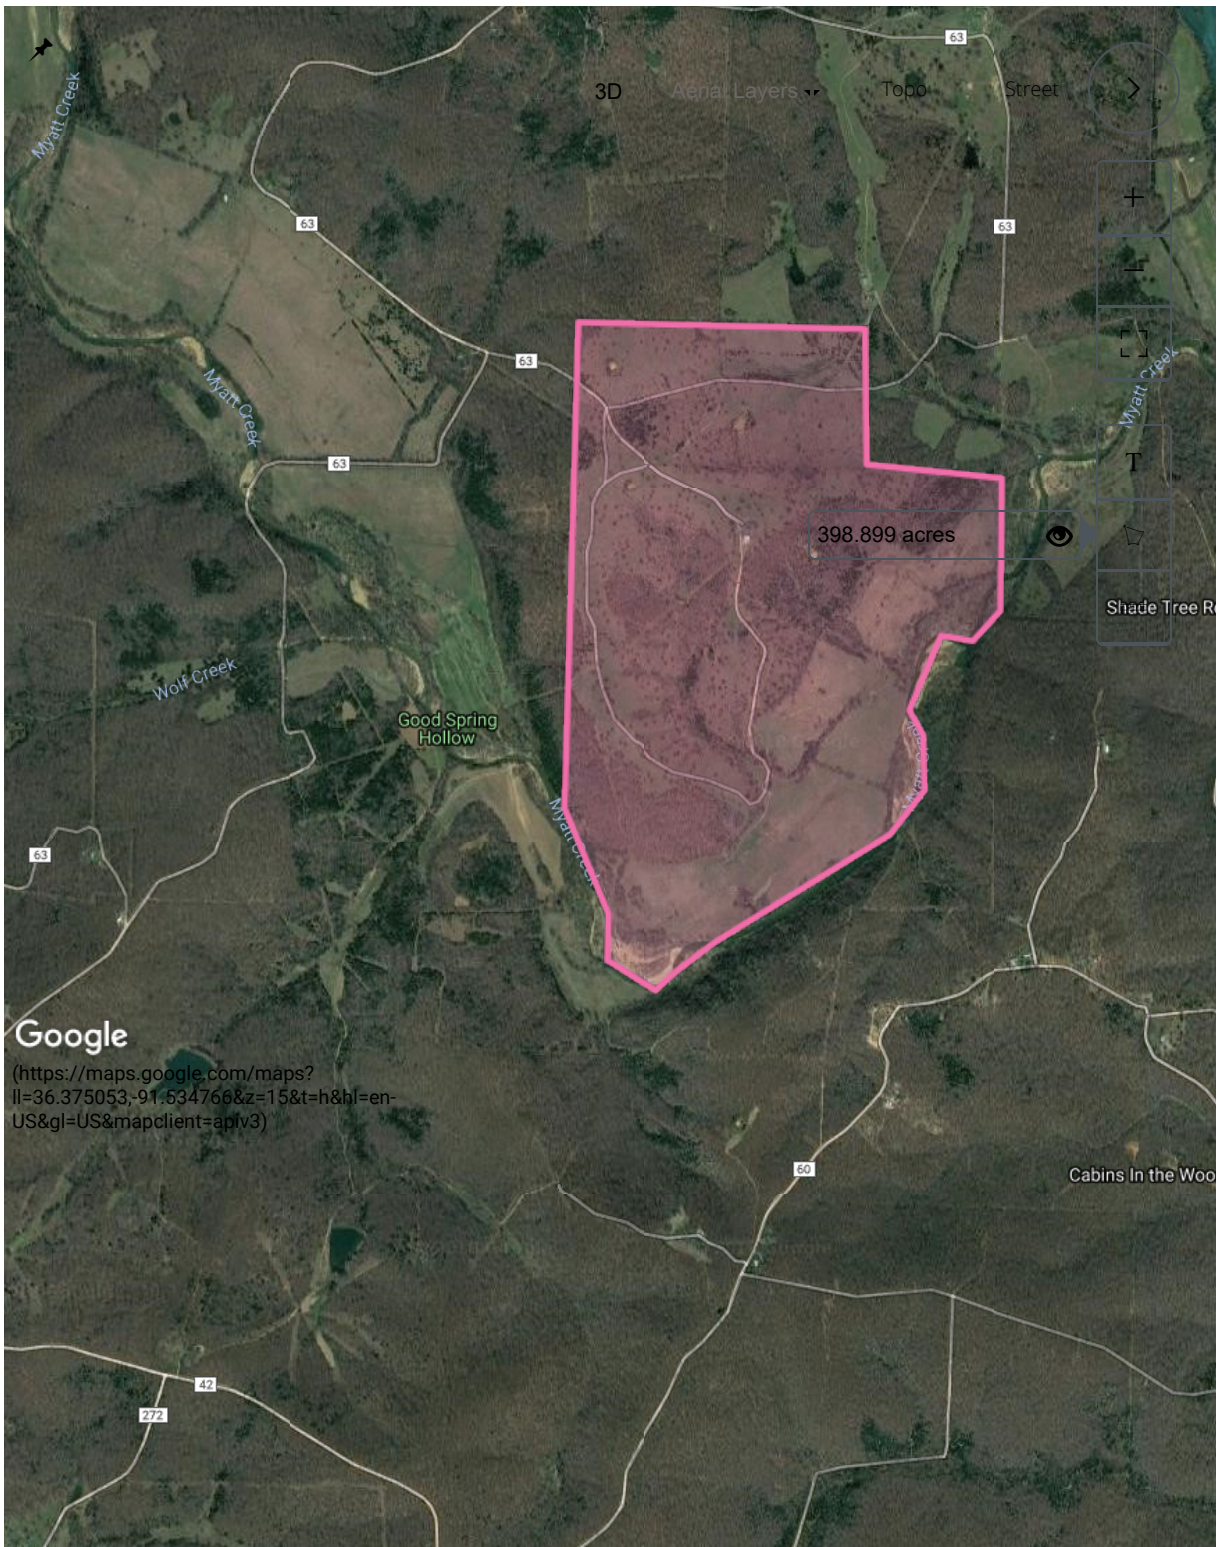 63
3D
Aerial Layers
Topo
Street
Myatt Creek
63
63
63
Myatt Creek
Myatt Creek
63
T
398.899 acres
Shade Tree R
Wolf Creek
Good Spring
Hollow
Myatt Creek
63
Google
(https://maps.google.com/maps?
ll=36.375053,-91.534766&z=15&t=h&hl=en-
US&gl=US&mapclient=apiv3)
60
Cabins In the Woo
42
272